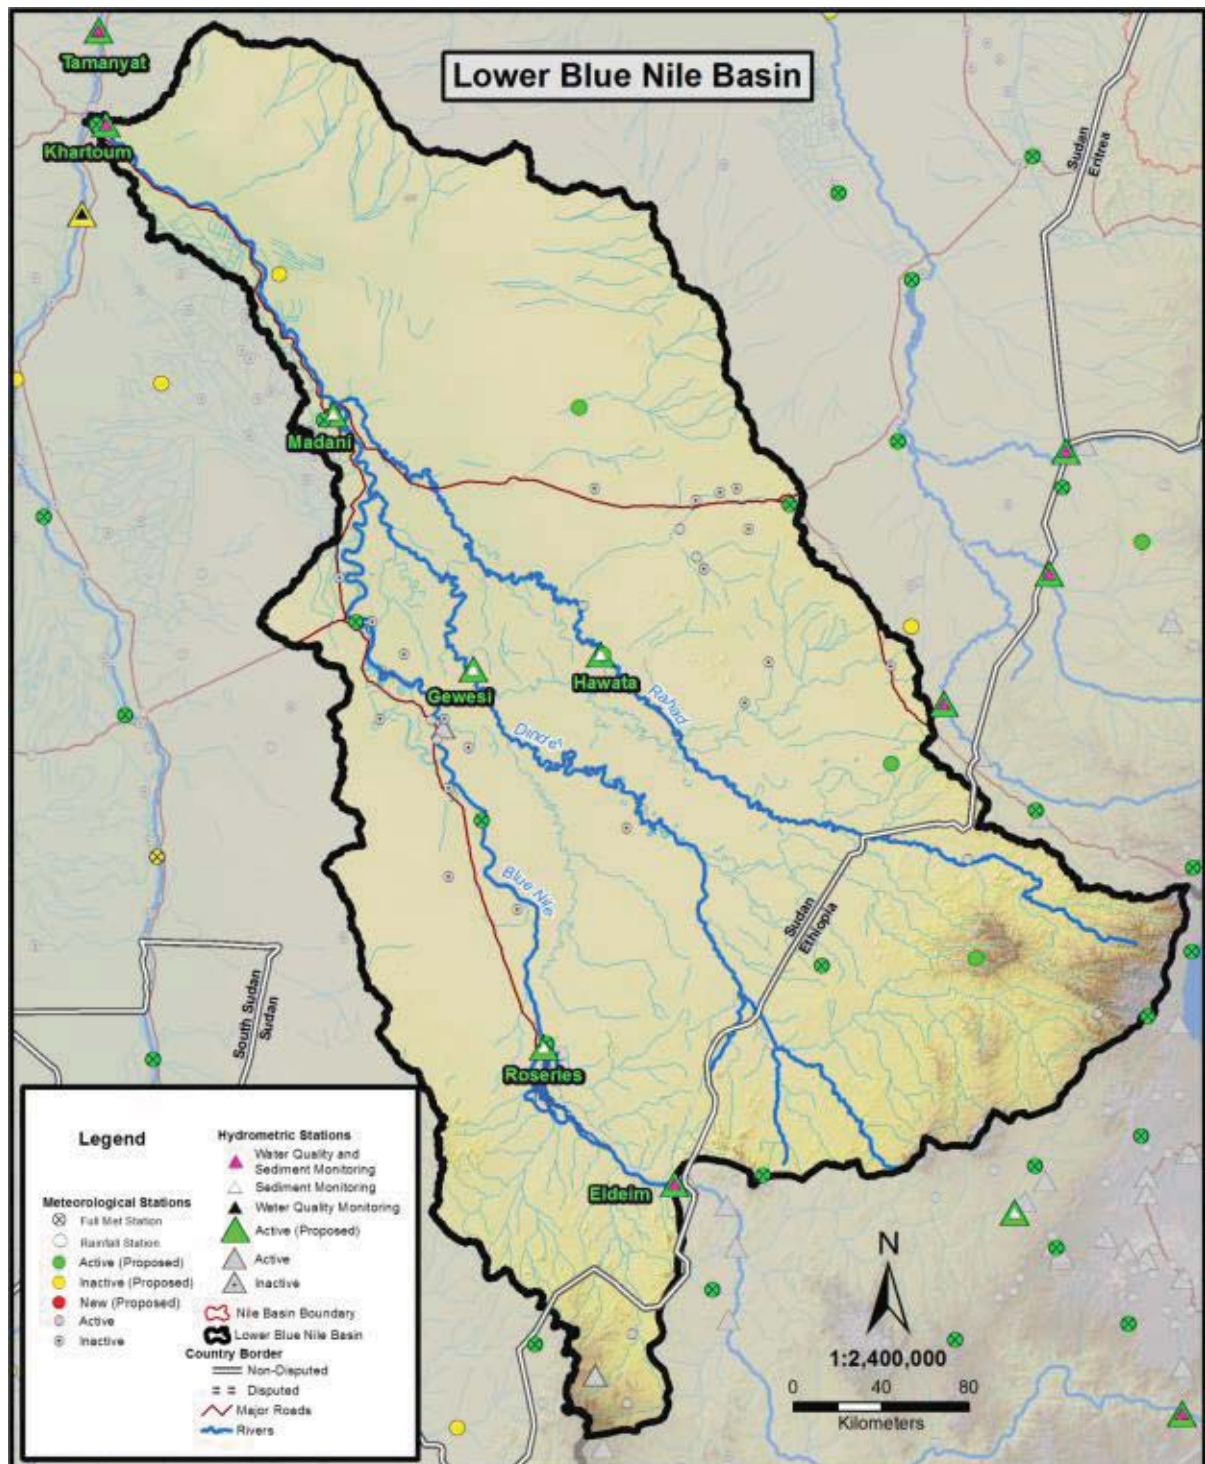 Lower Blue Nile Basin
Tamanyat
Khartoum
Sudan
Eritrea
Madani
Gewesi
Hawata
Rahad
Dinde
Blue Nile
Sudan
Ethiopia
South Sudan
Sudan
Roseries
Eldeim
Legend
Meteorological Stations
Full Met Station
Rainfall Station
Active (Proposed)
Inactive (Proposed)
New (Proposed)
Active
Inactive
Hydrometric Stations
Water Quality and
Sediment Monitoring
Sediment Monitoring
Water Quality Monitoring
Active (Proposed)
Active
Inactive
Nile Basin Boundary
Lower Blue Nile Basin
Country Border
Non-Disputed
Disputed
Major Roads
Rivers
N
1:2,400,000
0 40 80
Kilometers